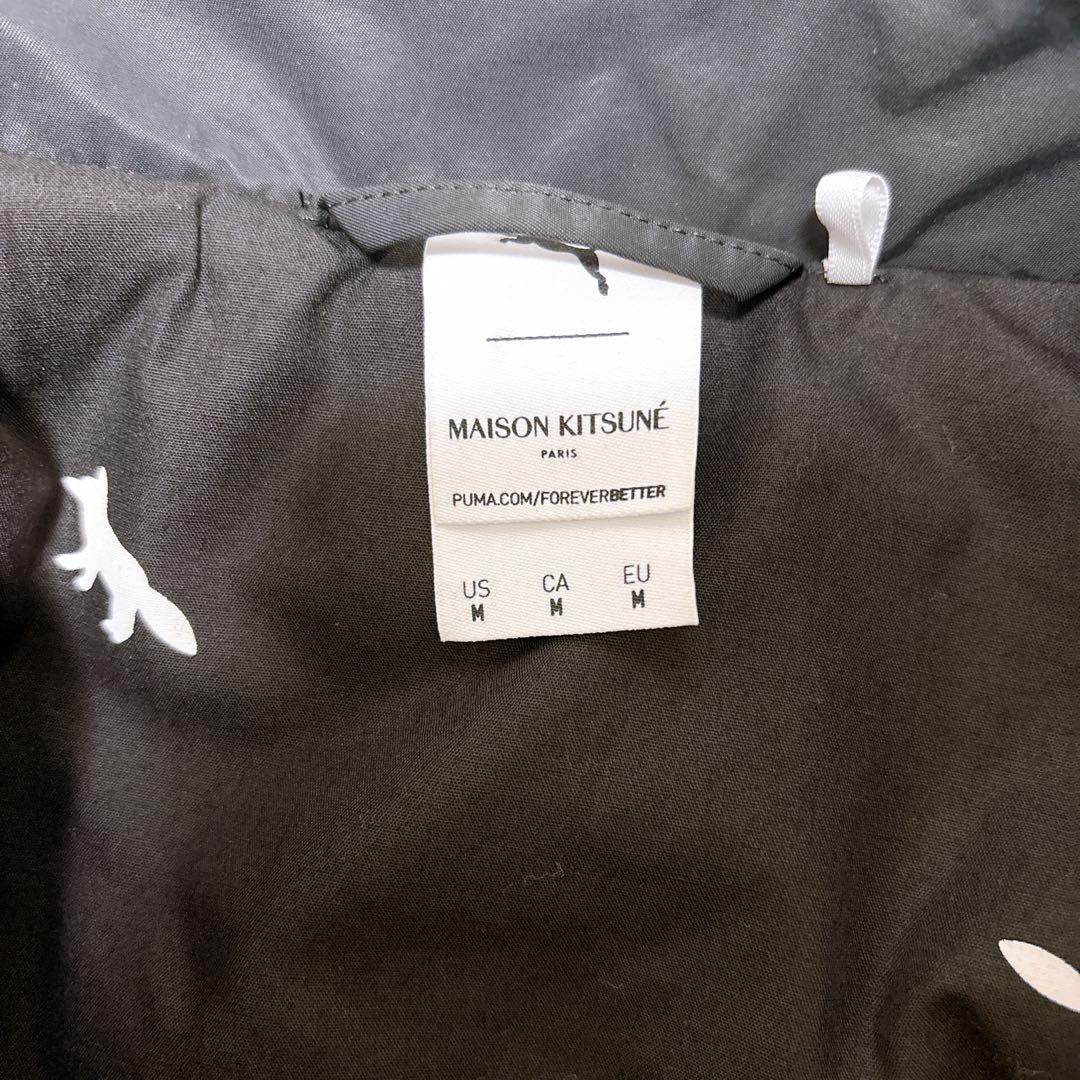 MAISON KITSUNÉ
PARIS
PUMA.COM/FOREVERBETTER
US CA EU
M M M